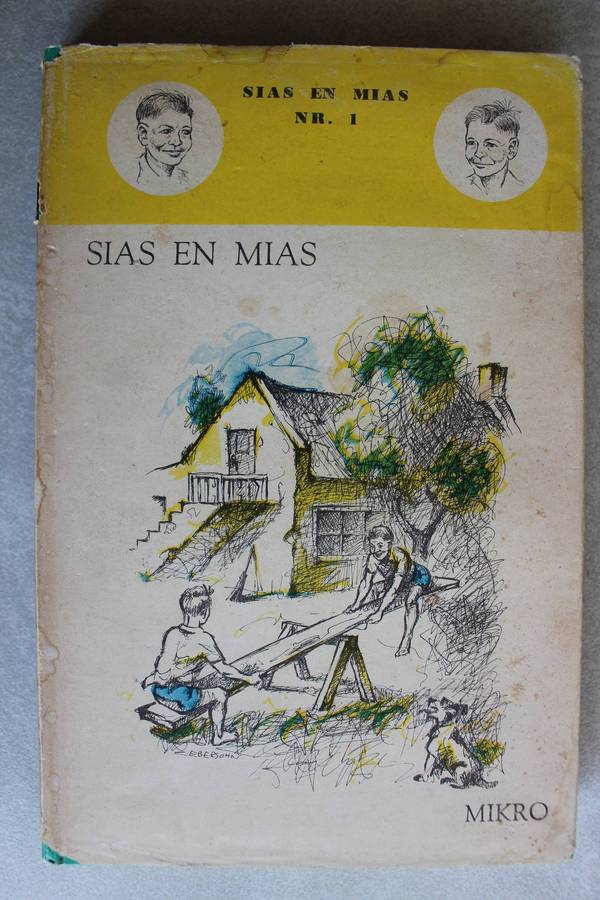 SIAS EN MIAS
NR. 1
SIAS EN MIAS
EBERSOHN
MIKRO